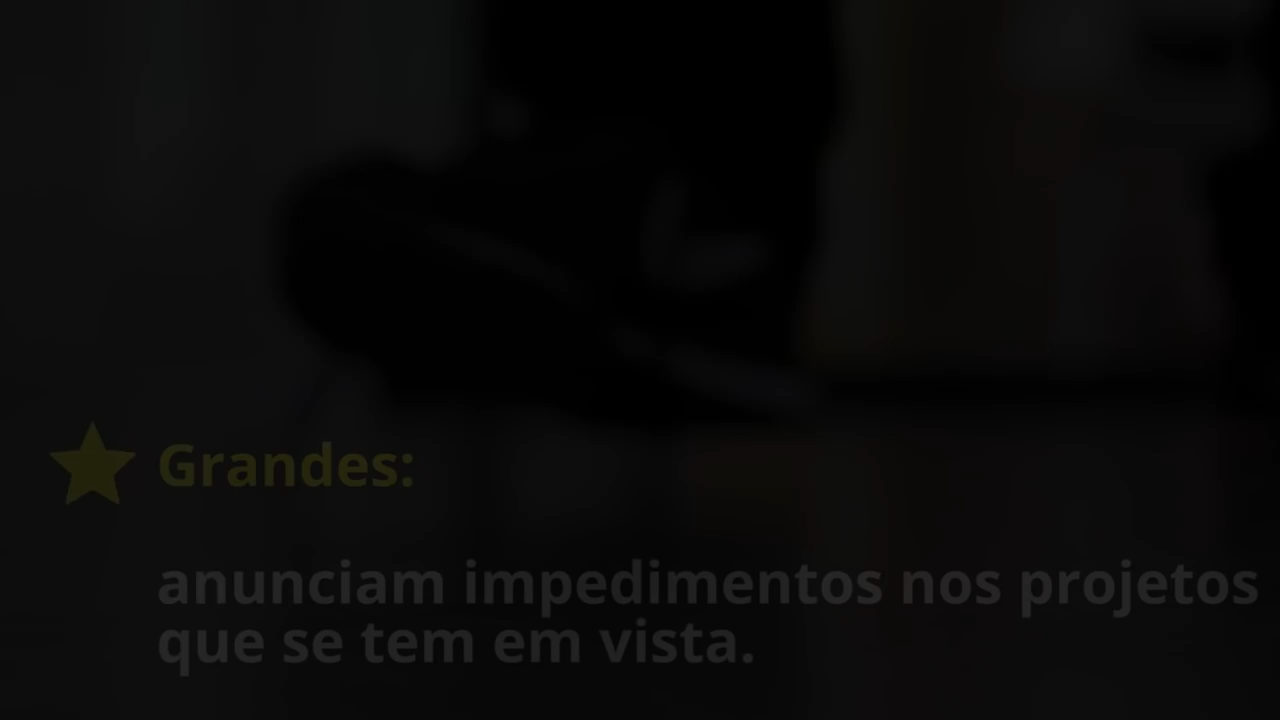 Grandes:
anunciam impedimentos nos projetos
que se tem em vista.